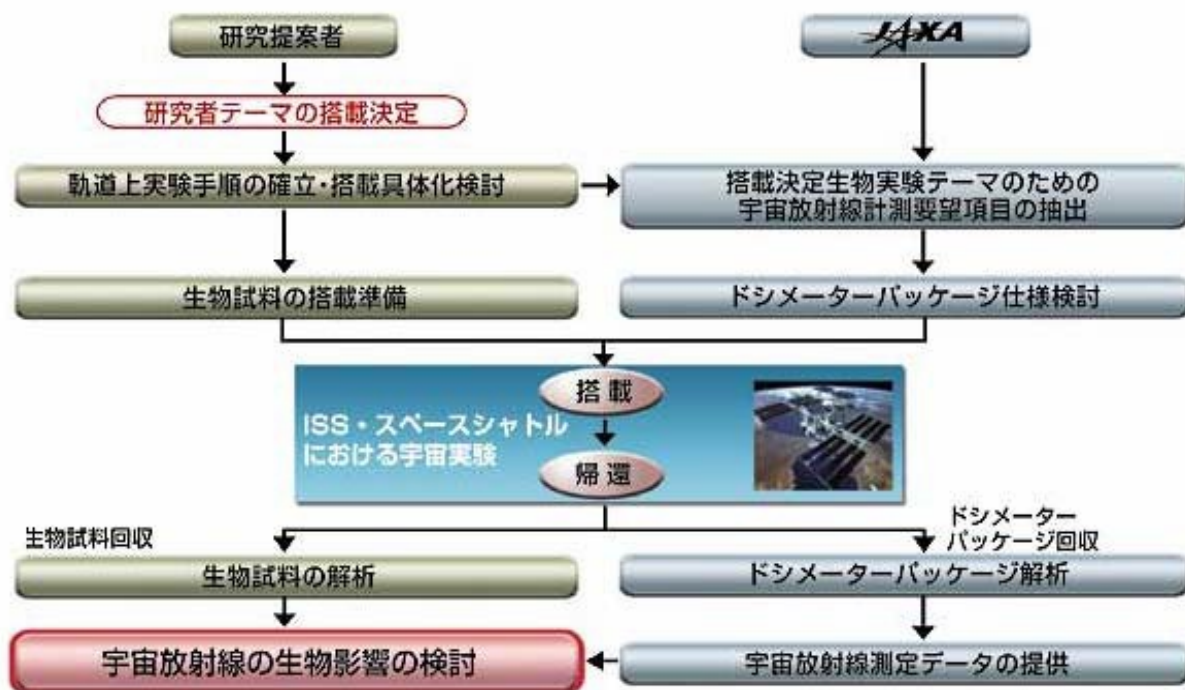 研究提案者
JAXA
研究者テーマの搭載決定
軌道上実験手順の確立・搭載具体化検討
搭載決定生物実験テーマのための
宇宙放射線計測要望項目の抽出
生物試料の搭載準備
ドシメーターパッケージ仕様検討
搭載
ISS・スペースシャトル
における宇宙実験
帰還
生物試料回収
ドシメーター
パッケージ回収
生物試料の解析
ドシメーターパッケージ解析
宇宙放射線の生物影響の検討
宇宙放射線測定データの提供